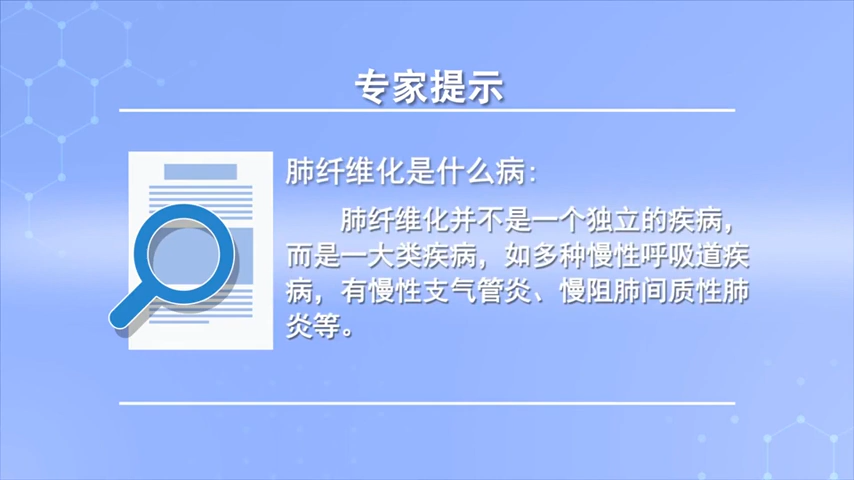 专家提示
肺纤维化是什么病：
肺纤维化并不是一个独立的疾病，
而是一大类疾病，如多种慢性呼吸道疾
病，有慢性支气管炎、慢阻肺间质性肺
炎等。